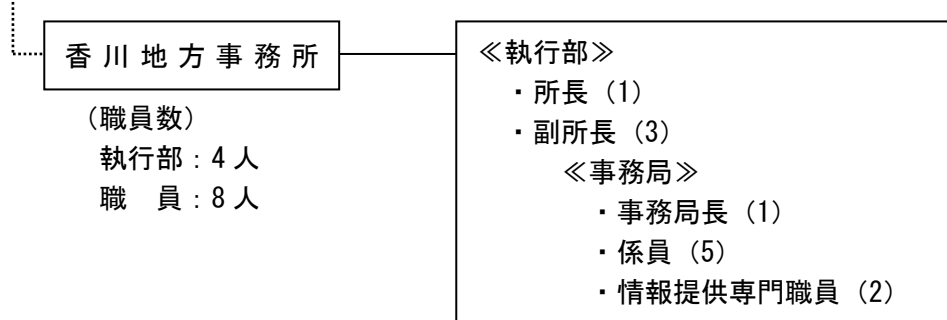 香川地方事務所
（職員数）
執行部：4人
職　員：8人
≪執行部≫
・所長（1）
・副所長（3）
≪事務局≫
・事務局長（1）
・係員（5）
・情報提供専門職員（2）